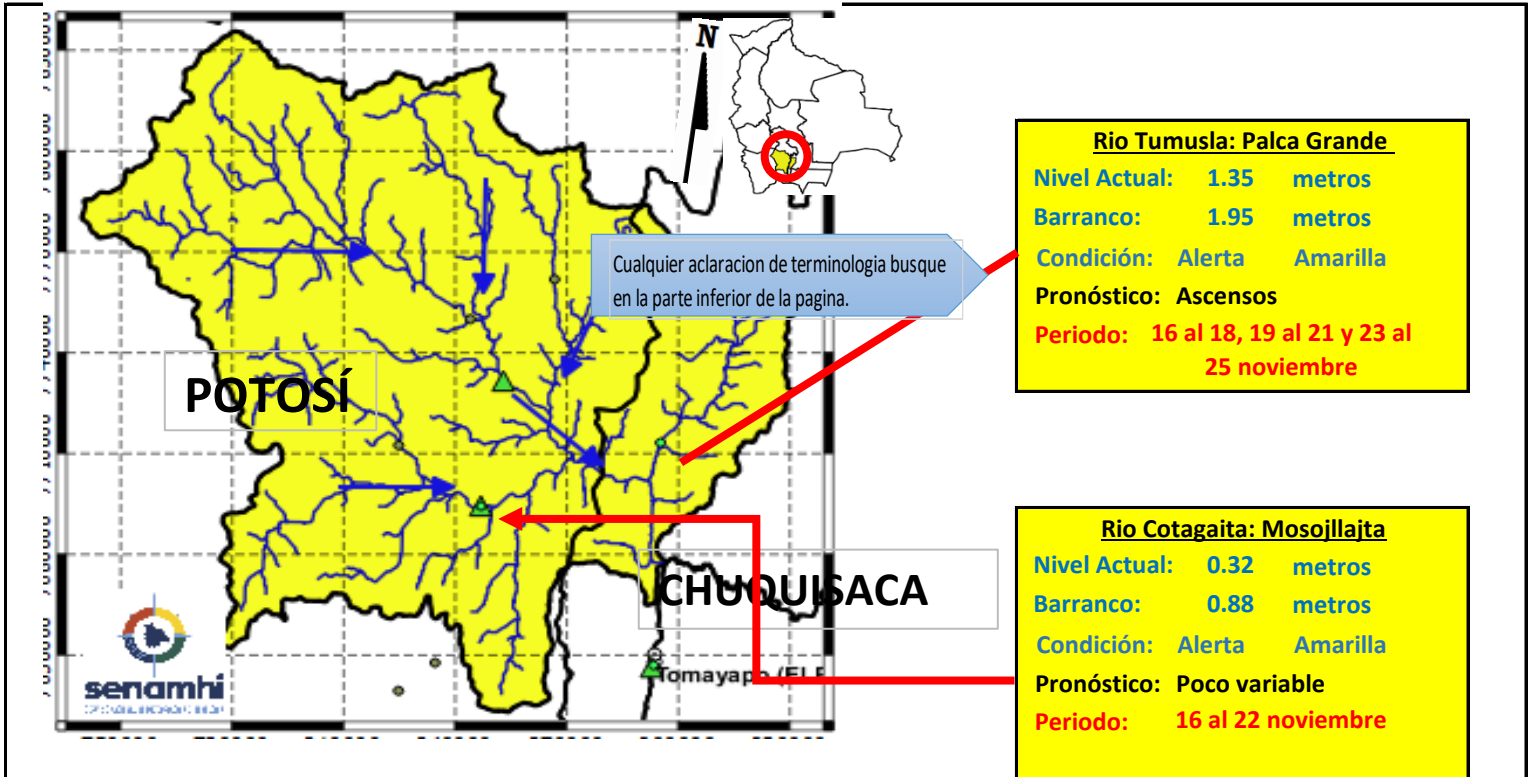 N
Cualquier aclaracion de terminologia busque
en la parte inferior de la pagina.
POTOSÍ
CHUQUISACA
senamhi
Rio Tumusla: Palca Grande
Nivel Actual: 1.35 metros
Barranco: 1.95 metros
Condición: Alerta Amarilla
Pronóstico: Ascensos
Periodo: 16 al 18, 19 al 21 y 23 al
25 noviembre
Rio Cotagaita: Mosojllajta
Nivel Actual: 0.32 metros
Barranco: 0.88 metros
Condición: Alerta Amarilla
Pronóstico: Poco variable
Periodo: 16 al 22 noviembre